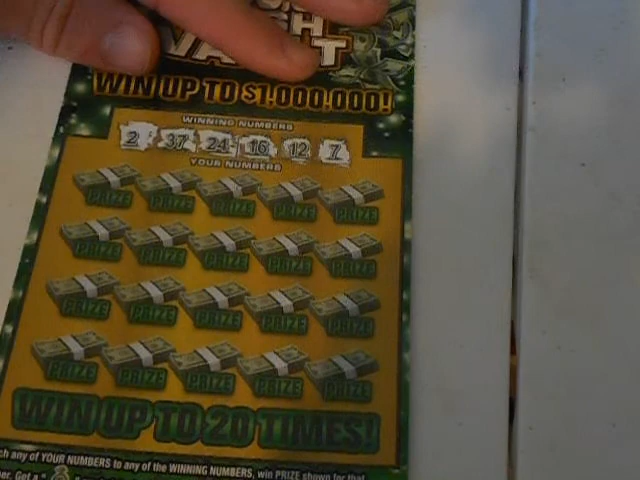 WIN UP TO $1,000,000!
WINNING NUMBERS
2 37 24 16 12 7
YOUR NUMBERS
PRIZE PRIZE PRIZE PRIZE PRIZE
PRIZE PRIZE PRIZE PRIZE PRIZE
PRIZE PRIZE PRIZE PRIZE PRIZE
PRIZE PRIZE PRIZE PRIZE PRIZE
WIN UP TO 20 TIMES!
any of YOUR NUMBERS to any of the WINNING NUMBERS, win PRIZE shown for that
Get a "